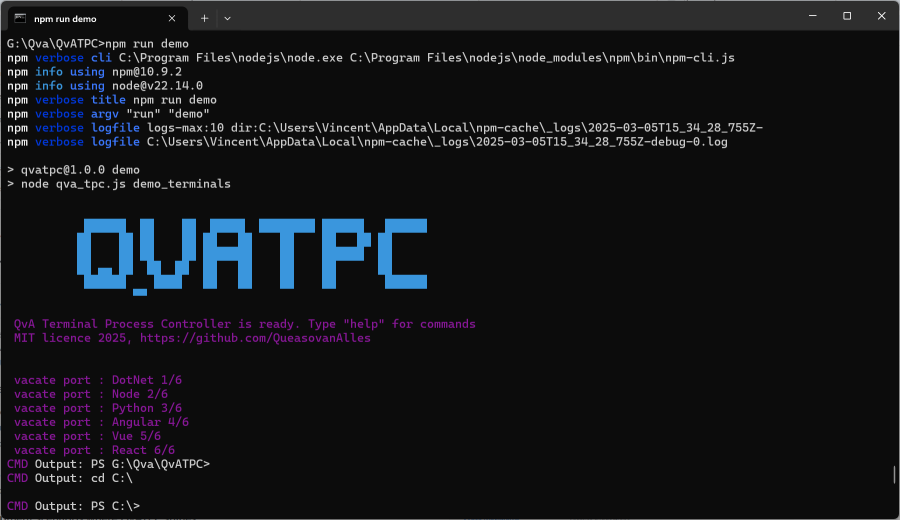 npm run demo
G:\Qva\QvATPC>npm run demo
npm verbose cli C:\Program Files\nodejs\node.exe C:\Program Files\nodejs\node_modules\npm\bin\npm-cli.js
npm info using npm@10.9.2
npm info using node@v22.14.0
npm verbose title npm run demo
npm verbose argv "run" "demo"
npm verbose logfile logs-max:10 dir:C:\Users\Vincent\AppData\Local\npm-cache\_logs\2025-03-05T15_34_28_755Z-
npm verbose logfile C:\Users\Vincent\AppData\Local\npm-cache\_logs\2025-03-05T15_34_28_755Z-debug-0.log
> qvatpc@1.0.0 demo
> node qva_tpc.js demo_terminals
QVATPC
QvA Terminal Process Controller is ready. Type "help" for commands
MIT licence 2025, https://github.com/QueasovanAlles
vacate port : DotNet 1/6
vacate port : Node 2/6
vacate port : Python 3/6
vacate port : Angular 4/6
vacate port : Vue 5/6
vacate port : React 6/6
CMD Output: PS G:\Qva\QvATPC>
CMD Output: cd C:\
CMD Output: PS C:\>